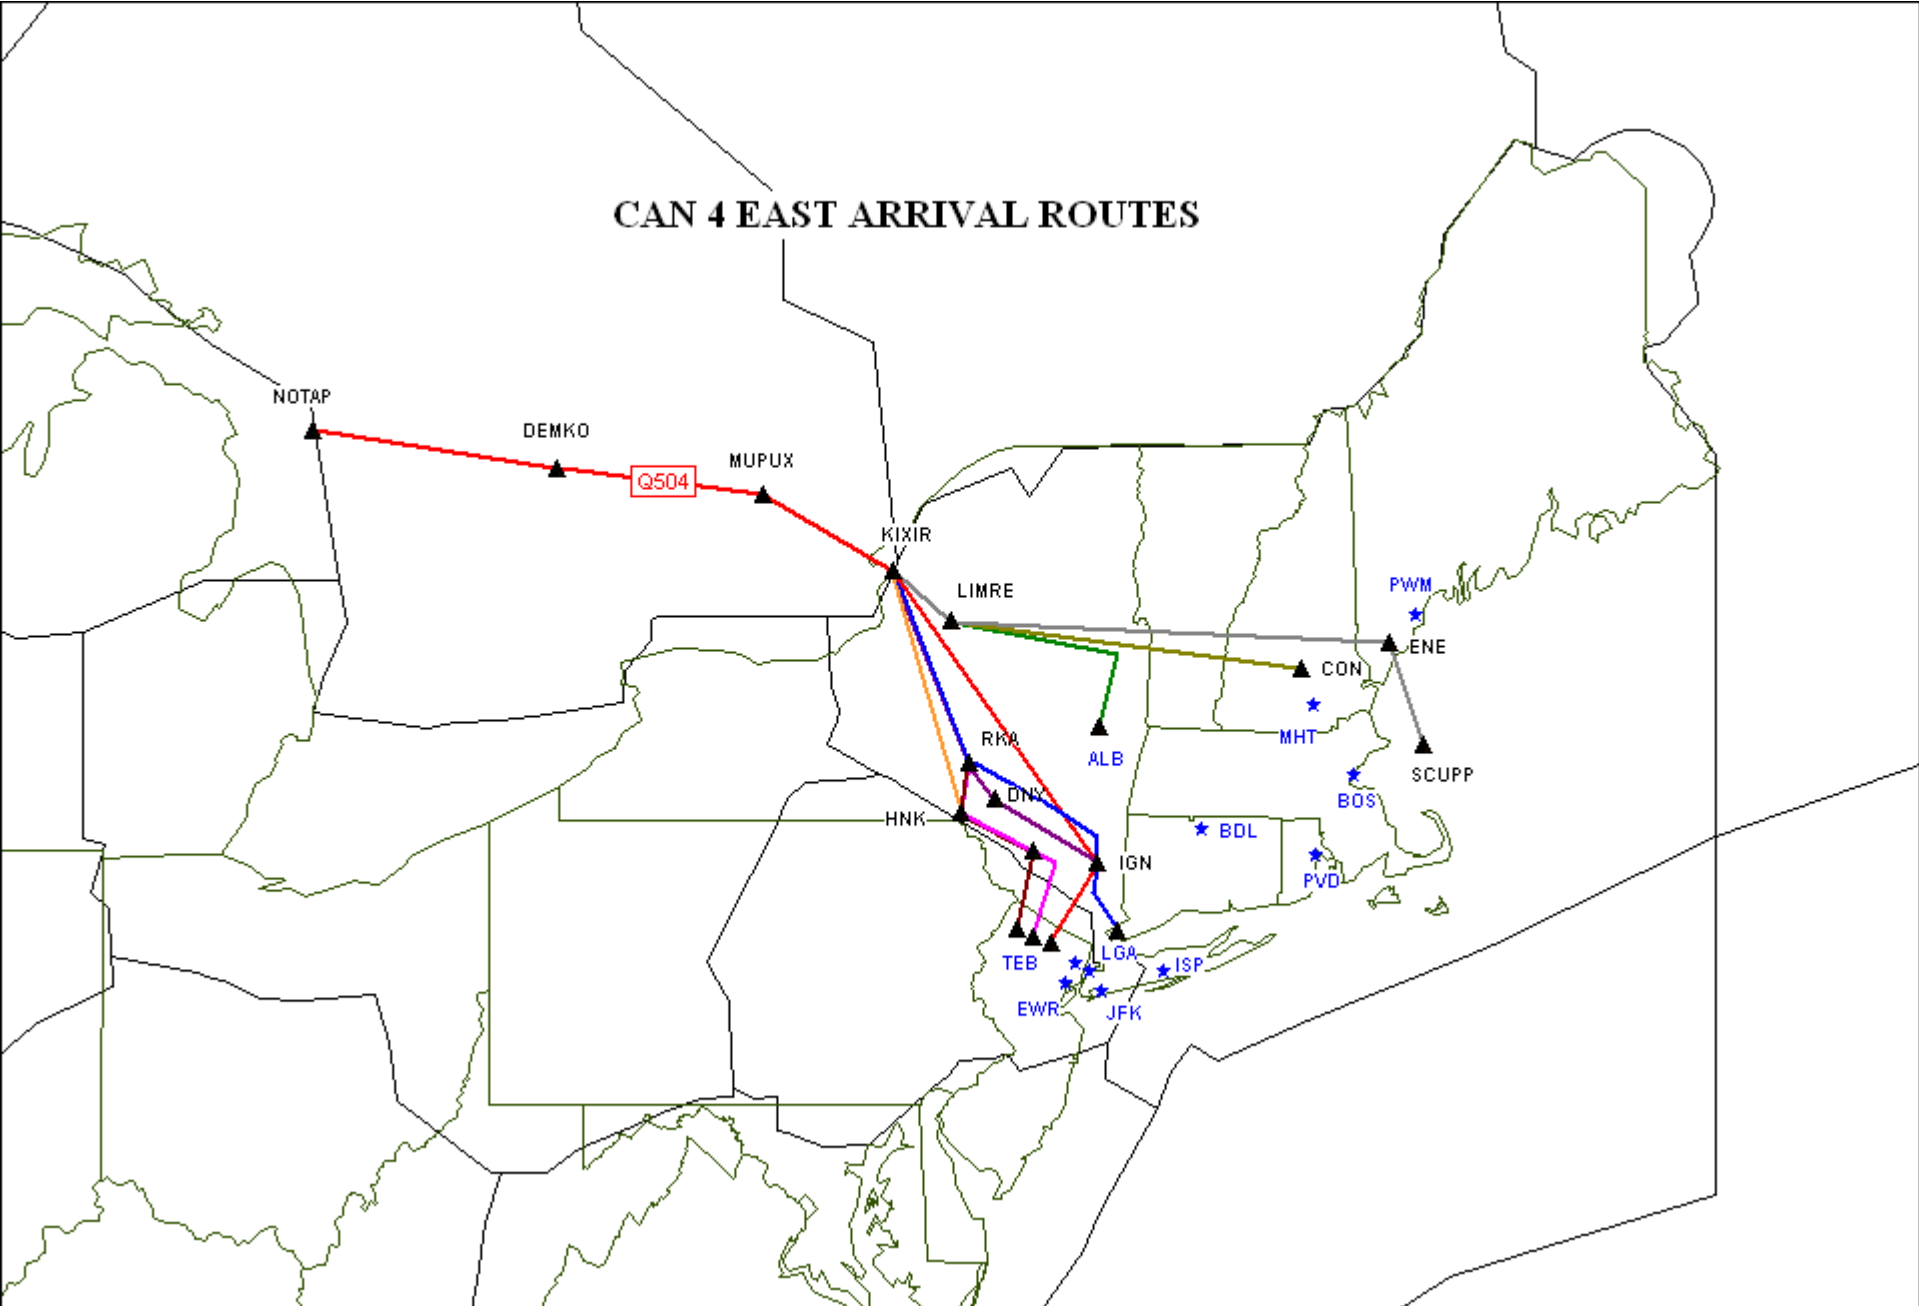 CAN 4 EAST ARRIVAL ROUTES
NOTAP
DEMKO
MUPUX
Q504
KIXIR
LIMRE
PWM
ENE
CON
MHT
RKA
ALB
SCUPP
DNY
BOS
HNK
BDL
IGN
PVD
TEB
LGA
ISP
EWR
JFK